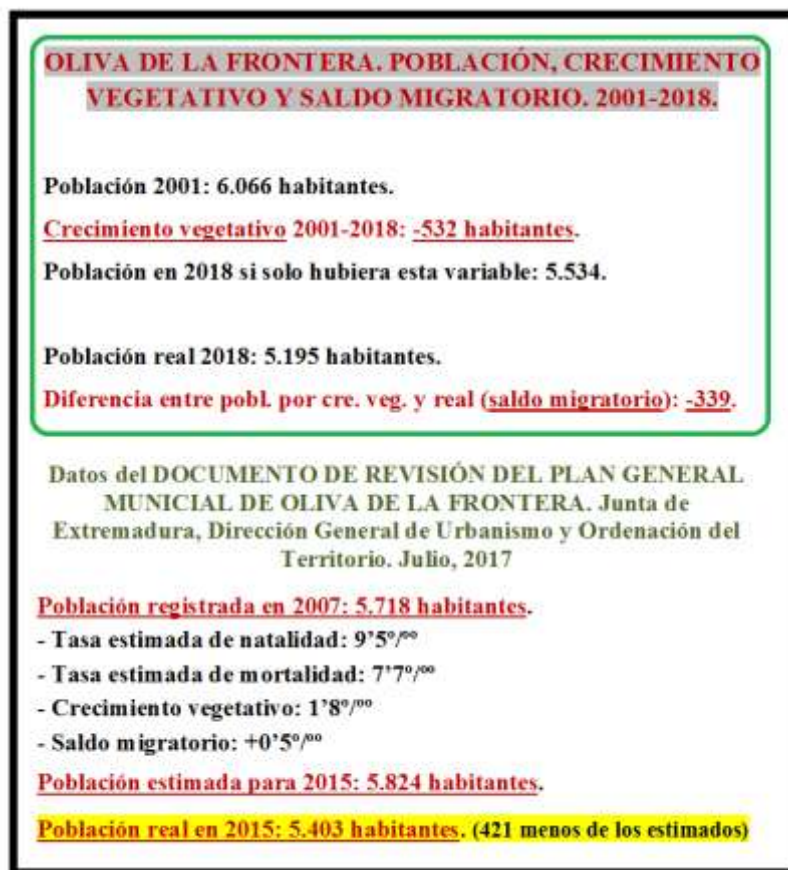 OLIVA DE LA FRONTERA. POBLACIÓN, CRECIMIENTO
VEGETATIVO Y SALDO MIGRATORIO. 2001-2018.
Población 2001: 6.066 habitantes.
Crecimiento vegetativo 2001-2018: -532 habitantes.
Población en 2018 si solo hubiera esta variable: 5.534.
Población real 2018: 5.195 habitantes.
Diferencia entre pobl. por cre. veg. y real (saldo migratorio): -339.
Datos del DOCUMENTO DE REVISIÓN DEL PLAN GENERAL
MUNICIAL DE OLIVA DE LA FRONTERA. Junta de
Extremadura, Dirección General de Urbanismo y Ordenación del
Territorio. Julio, 2017
Población registrada en 2007: 5.718 habitantes.
- Tasa estimada de natalidad: 9’5º/ºº
- Tasa estimada de mortalidad: 7’7º/ºº
- Crecimiento vegetativo: 1’8º/ºº
- Saldo migratorio: +0’5º/ºº
Población estimada para 2015: 5.824 habitantes.
Población real en 2015: 5.403 habitantes. (421 menos de los estimados)